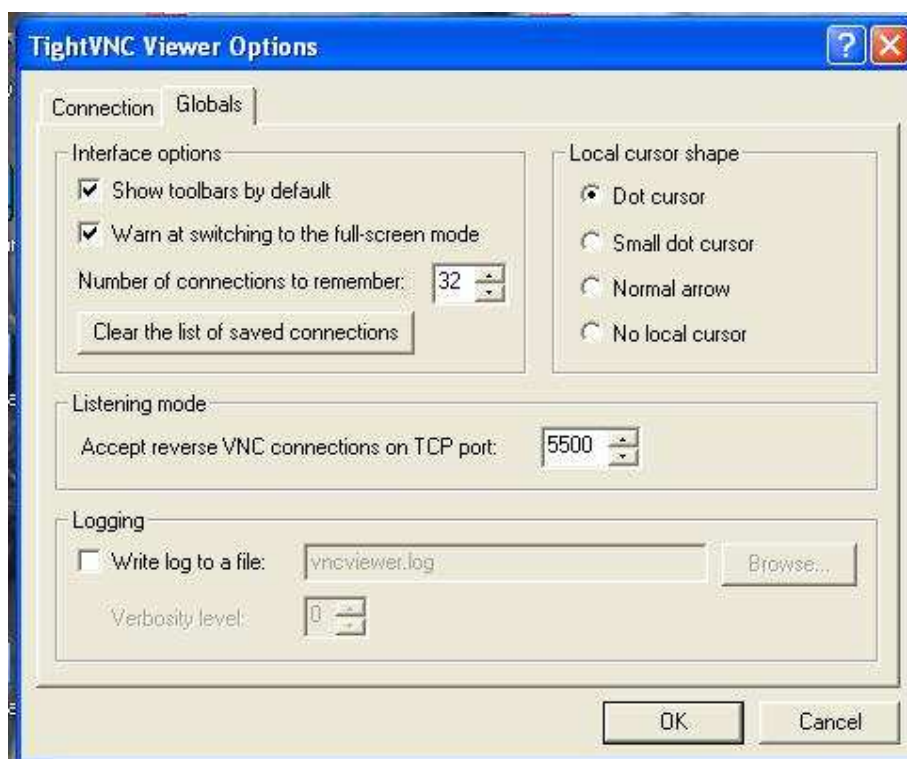 TightVNC Viewer Options
Connection
Globals
Interface options
Show toolbars by default
Warn at switching to the full-screen mode
Number of connections to remember:
32
Clear the list of saved connections
Local cursor shape
Dot cursor
Small dot cursor
Normal arrow
No local cursor
Listening mode
Accept reverse VNC connections on TCP port:
5500
Logging
Write log to a file:
vncviewer.log
Browse...
Verbosity level:
0
OK
Cancel